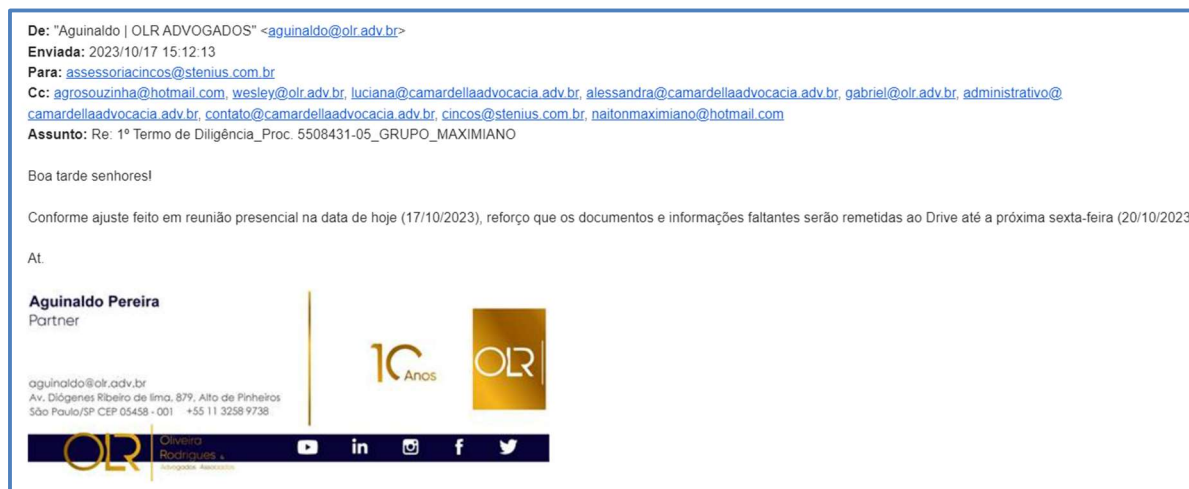 De: "Aguinaldo | OLR ADVOGADOS" <aguinaldo@olr.adv.br>
Enviada: 2023/10/17 15:12:13
Para: assessoriacincos@stenius.com.br
Cc: agrosouzinha@hotmail.com, wesley@olr.adv.br, luciana@camardellaadvocacia.adv.br, alessandra@camardellaadvocacia.adv.br, gabriel@olr.adv.br, administrativo@
camardellaadvocacia.adv.br, contato@camardellaadvocacia.adv.br, cincos@stenius.com.br, naitonmaximiano@hotmail.com
Assunto: Re: 1º Termo de Diligência_Proc. 5508431-05_GRUPO_MAXIMIANO
Boa tarde senhores!
Conforme ajuste feito em reunião presencial na data de hoje (17/10/2023), reforço que os documentos e informações faltantes serão remetidas ao Drive até a próxima sexta-feira (20/10/2023
At.
Aguinaldo Pereira
Partner
10 Anos
OLR
aguinaldo@olr.adv.br
Av. Diógenes Ribeiro de lima, 879, Alto de Pinheiros
São Paulo/SP CEP 05458 - 001 +55 11 3258 9738
OLR
Oliveira
Rodrigues &
Advogados Associados